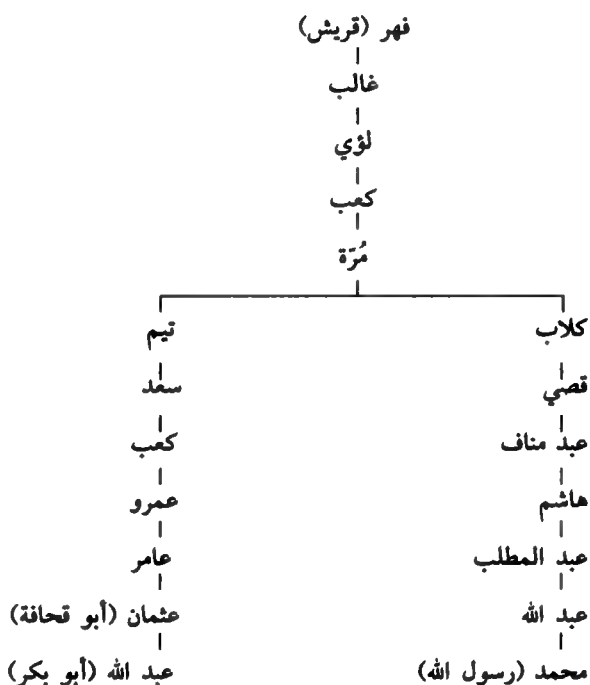 فهر (قريش)
غالب
لؤي
كعب
مُرّة
كلاب تيم
قصي سعد
عبد مناف كعب
هاشم عمرو
عبد المطلب عامر
عبد الله عثمان (أبو قحافة)
محمد (رسول الله) عبد الله (أبو بكر)